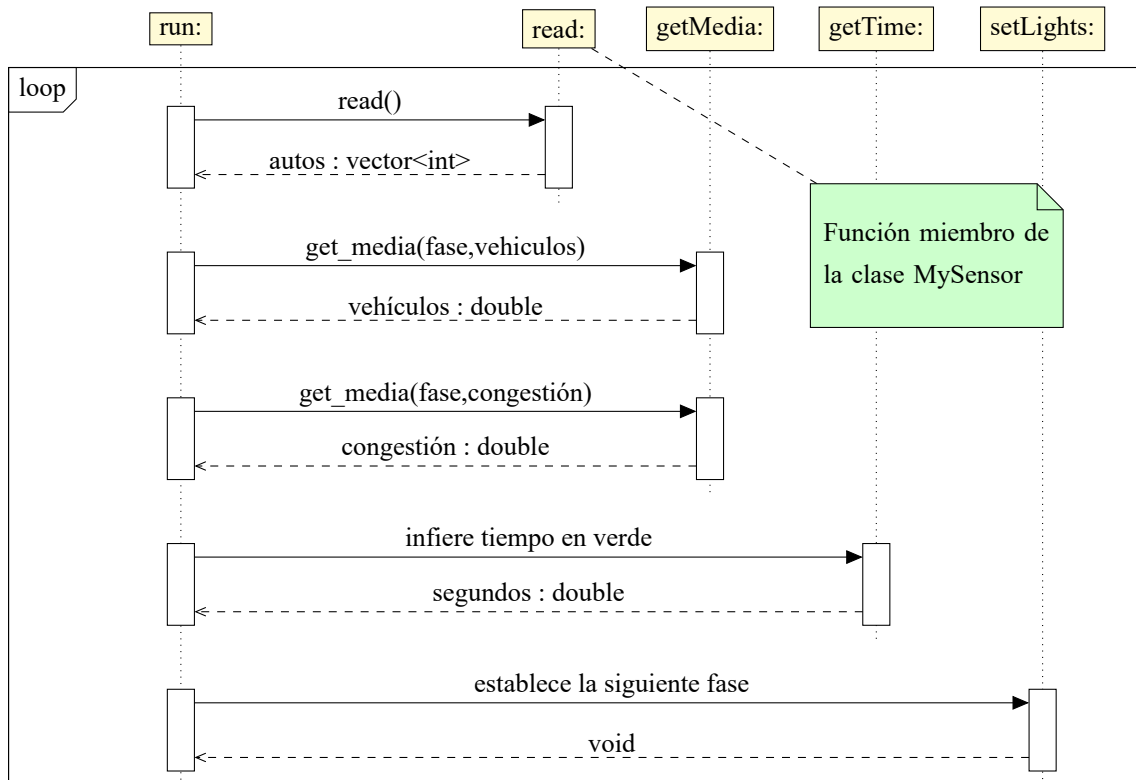 run:
read:
getMedia:
getTime:
setLights:
loop
read()
autos : vector<int>
Función miembro de
la clase MySensor
get_media(fase,vehiculos)
vehículos : double
get_media(fase,congestión)
congestión : double
infiere tiempo en verde
segundos : double
establece la siguiente fase
void